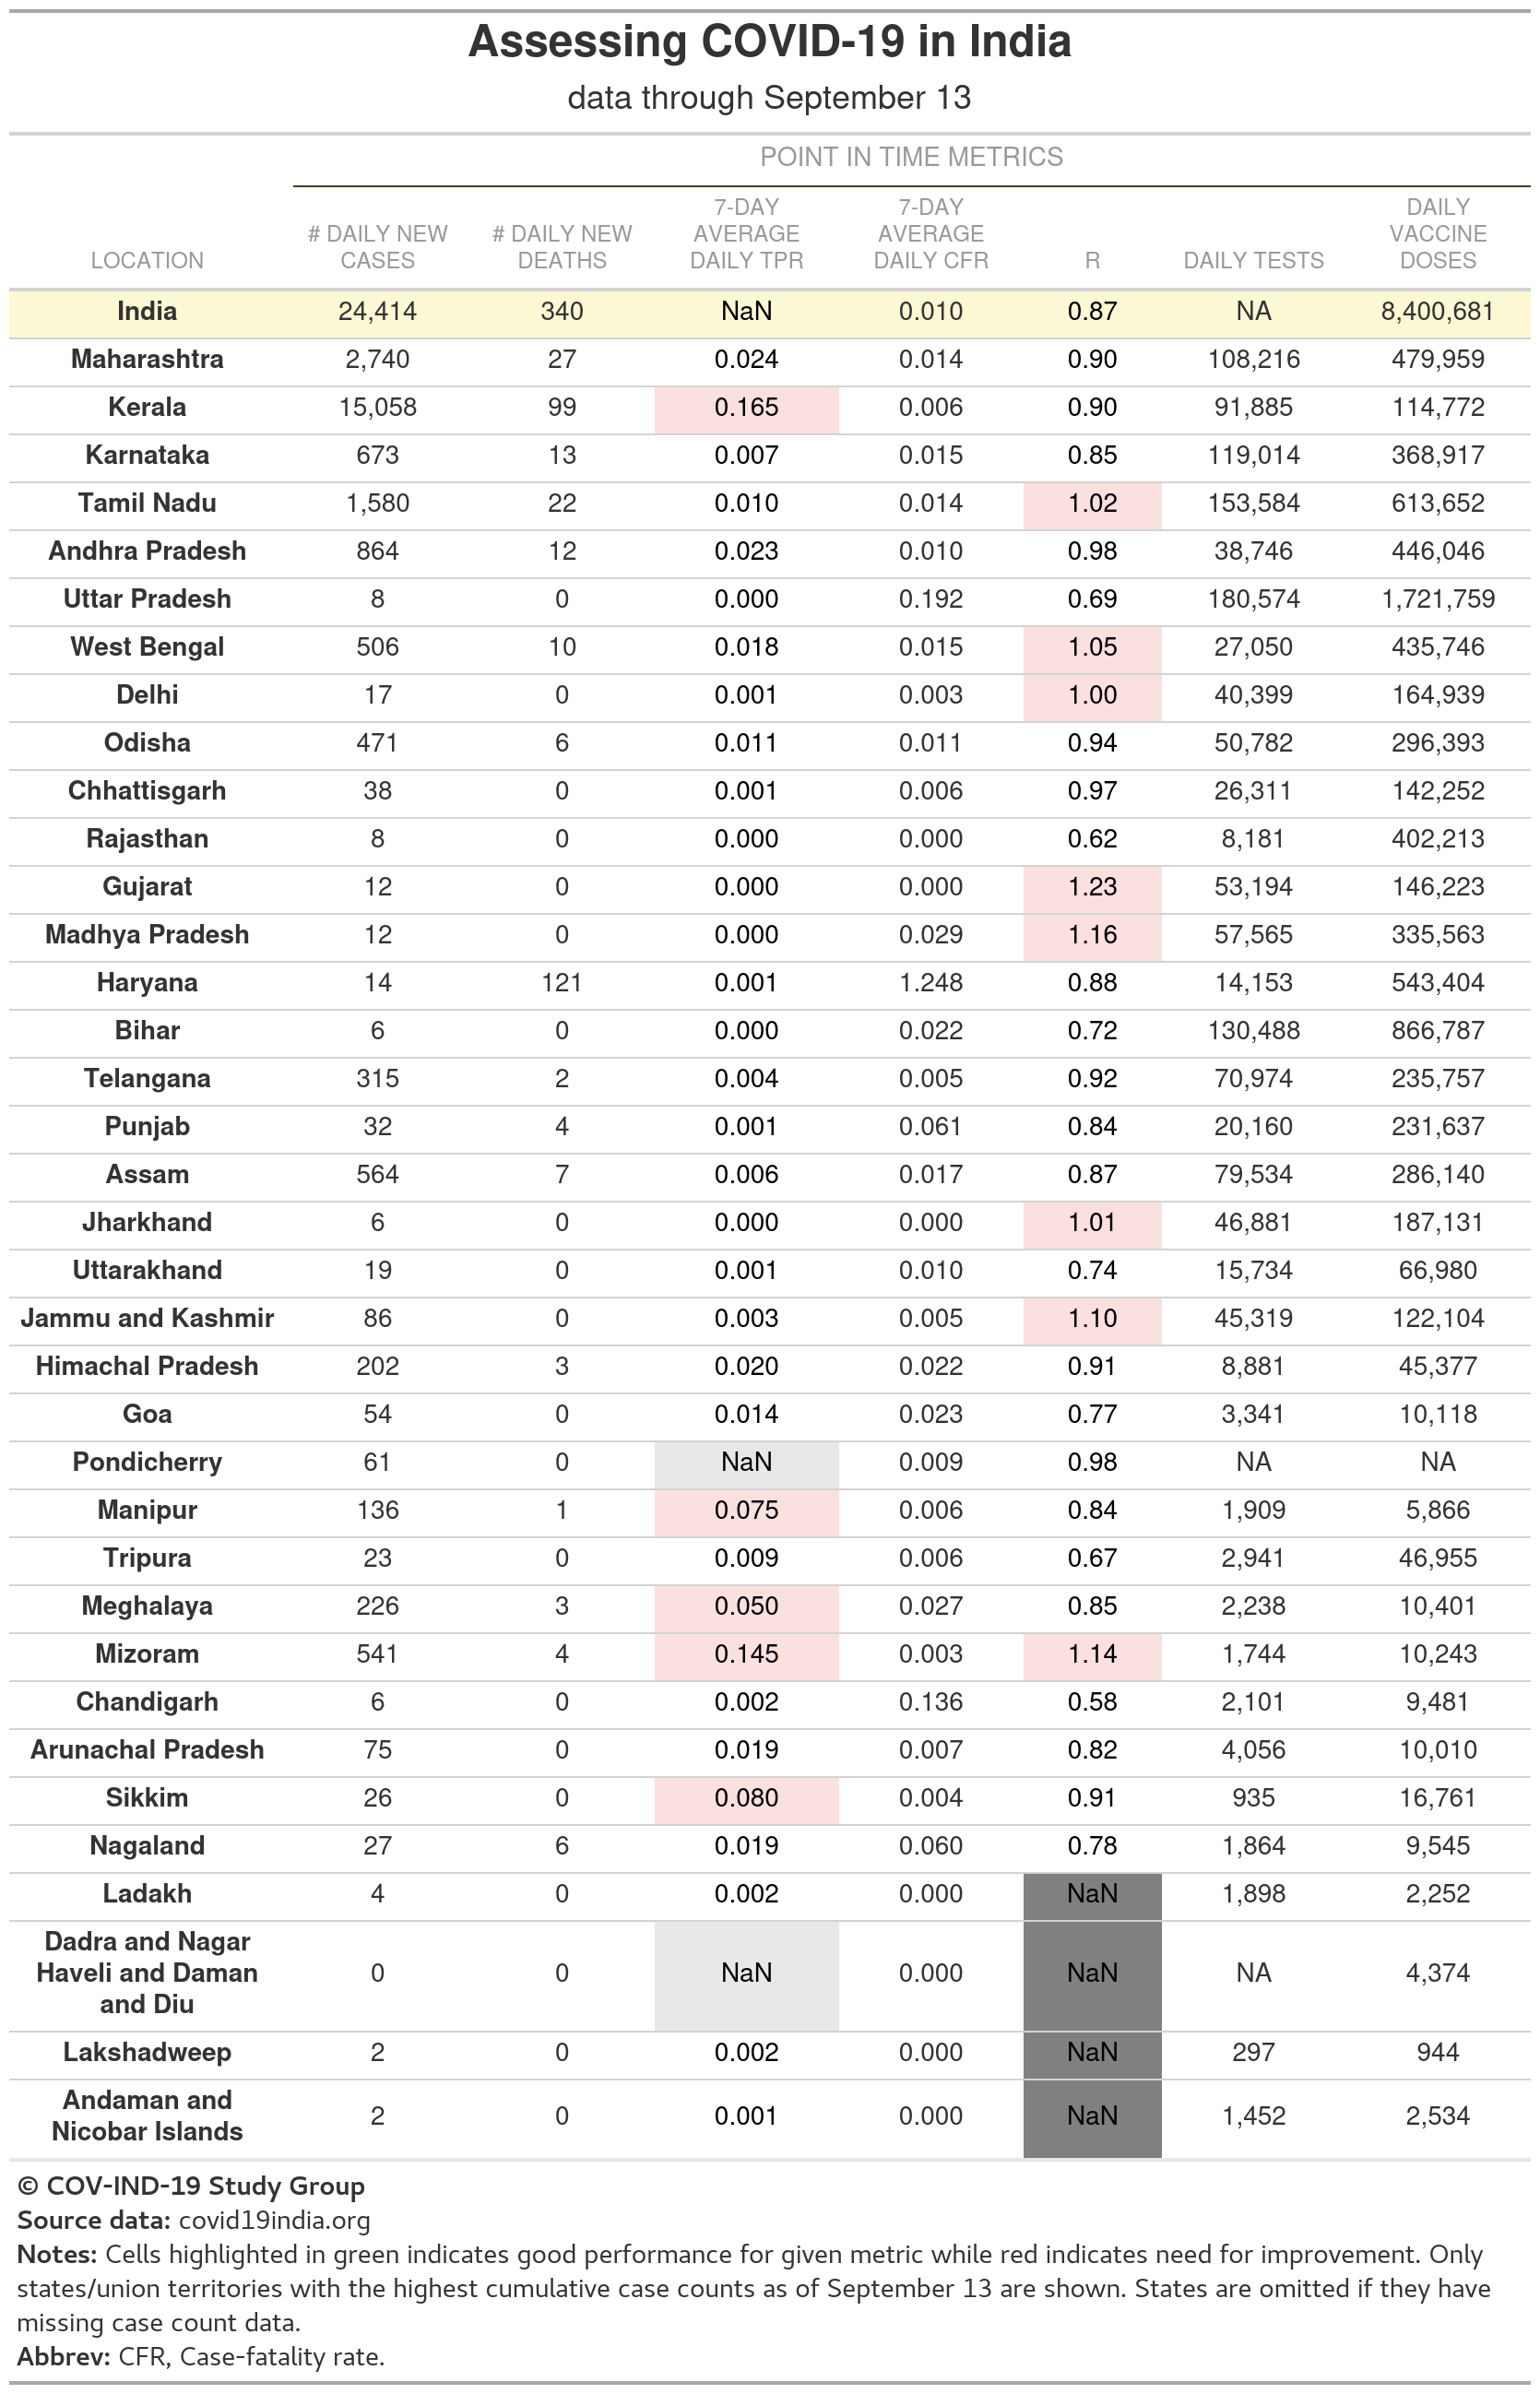 Assessing COVID-19 in India
data through September 13
POINT IN TIME METRICS
LOCATION # DAILY NEW CASES # DAILY NEW DEATHS 7-DAY AVERAGE DAILY TPR 7-DAY AVERAGE DAILY CFR R DAILY TESTS DAILY VACCINE DOSES
India 24,414 340 NaN 0.010 0.87 NA 8,400,681
Maharashtra 2,740 27 0.024 0.014 0.90 108,216 479,959
Kerala 15,058 99 0.165 0.006 0.90 91,885 114,772
Karnataka 673 13 0.007 0.015 0.85 119,014 368,917
Tamil Nadu 1,580 22 0.010 0.014 1.02 153,584 613,652
Andhra Pradesh 864 12 0.023 0.010 0.98 38,746 446,046
Uttar Pradesh 8 0 0.000 0.192 0.69 180,574 1,721,759
West Bengal 506 10 0.018 0.015 1.05 27,050 435,746
Delhi 17 0 0.001 0.003 1.00 40,399 164,939
Odisha 471 6 0.011 0.011 0.94 50,782 296,393
Chhattisgarh 38 0 0.001 0.006 0.97 26,311 142,252
Rajasthan 8 0 0.000 0.000 0.62 8,181 402,213
Gujarat 12 0 0.000 0.000 1.23 53,194 146,223
Madhya Pradesh 12 0 0.000 0.029 1.16 57,565 335,563
Haryana 14 121 0.001 1.248 0.88 14,153 543,404
Bihar 6 0 0.000 0.022 0.72 130,488 866,787
Telangana 315 2 0.004 0.005 0.92 70,974 235,757
Punjab 32 4 0.001 0.061 0.84 20,160 231,637
Assam 564 7 0.006 0.017 0.87 79,534 286,140
Jharkhand 6 0 0.000 0.000 1.01 46,881 187,131
Uttarakhand 19 0 0.001 0.010 0.74 15,734 66,980
Jammu and Kashmir 86 0 0.003 0.005 1.10 45,319 122,104
Himachal Pradesh 202 3 0.020 0.022 0.91 8,881 45,377
Goa 54 0 0.014 0.023 0.77 3,341 10,118
Pondicherry 61 0 NaN 0.009 0.98 NA NA
Manipur 136 1 0.075 0.006 0.84 1,909 5,866
Tripura 23 0 0.009 0.006 0.67 2,941 46,955
Meghalaya 226 3 0.050 0.027 0.85 2,238 10,401
Mizoram 541 4 0.145 0.003 1.14 1,744 10,243
Chandigarh 6 0 0.002 0.136 0.58 2,101 9,481
Arunachal Pradesh 75 0 0.019 0.007 0.82 4,056 10,010
Sikkim 26 0 0.080 0.004 0.91 935 16,761
Nagaland 27 6 0.019 0.060 0.78 1,864 9,545
Ladakh 4 0 0.002 0.000 NaN 1,898 2,252
Dadra and Nagar Haveli and Daman and Diu 0 0 NaN 0.000 NaN NA 4,374
Lakshadweep 2 0 0.002 0.000 NaN 297 944
Andaman and Nicobar Islands 2 0 0.001 0.000 NaN 1,452 2,534
© COV-IND-19 Study Group
Source data: covid19india.org
Notes: Cells highlighted in green indicates good performance for given metric while red indicates need for improvement. Only
states/union territories with the highest cumulative case counts as of September 13 are shown. States are omitted if they have
missing case count data.
Abbrev: CFR, Case-fatality rate.